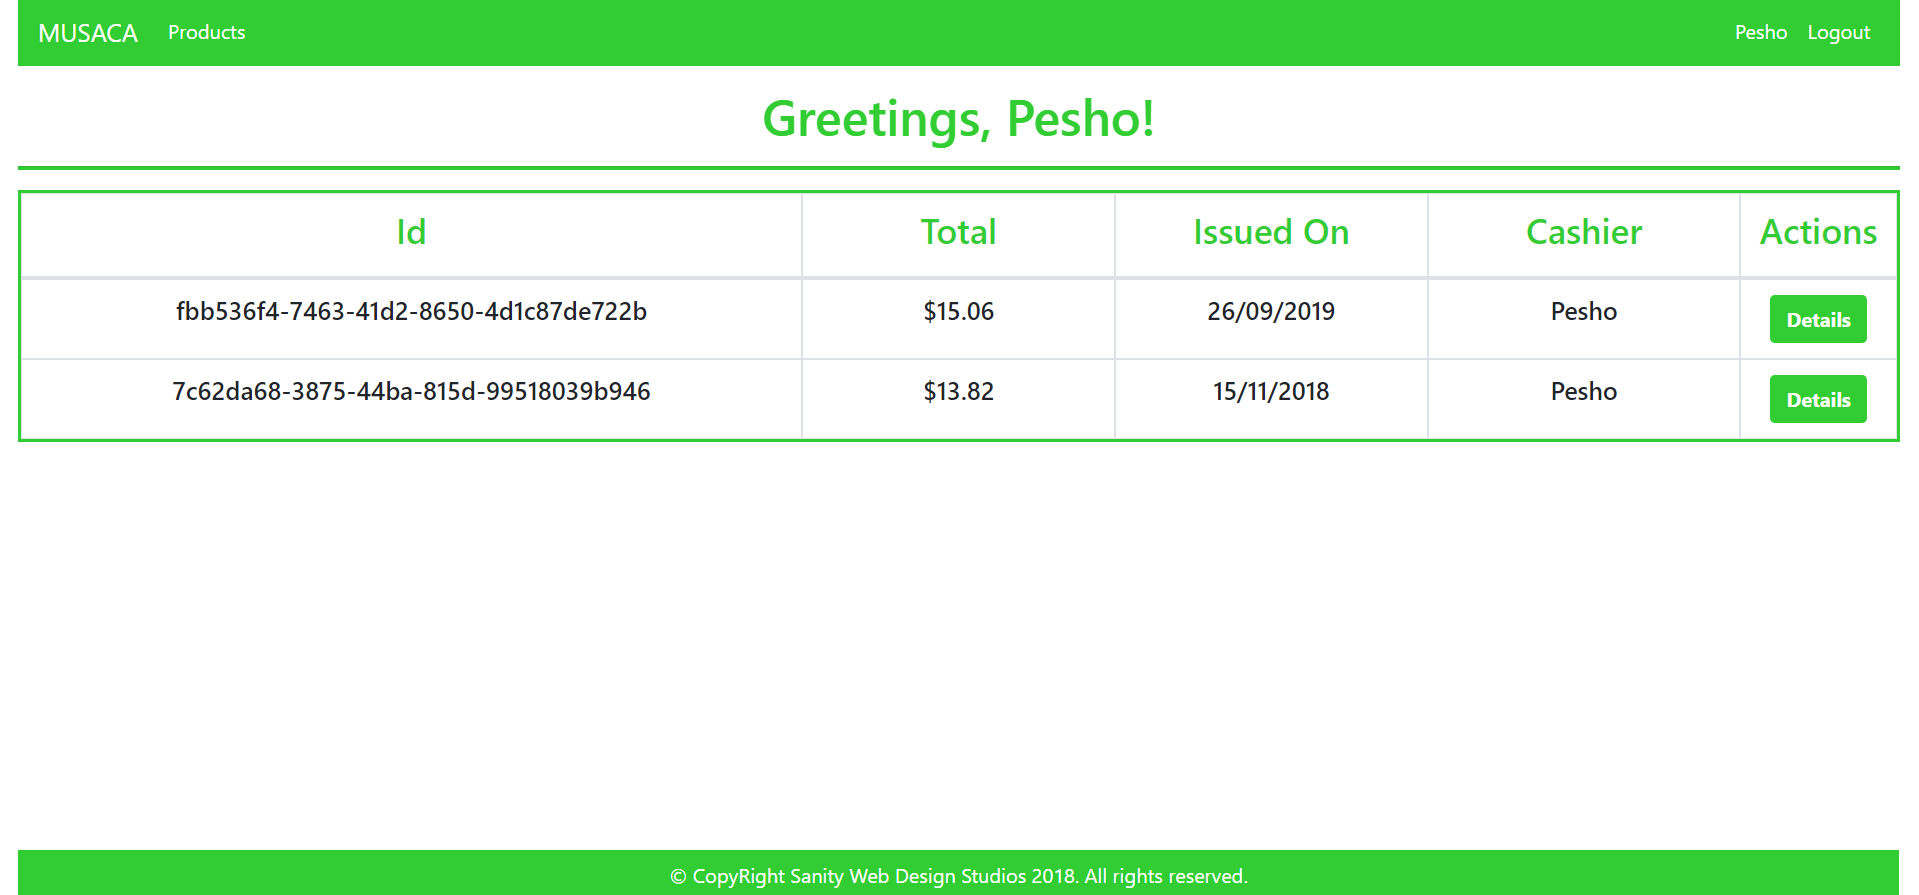 MUSACA Products Pesho Logout
Greetings, Pesho!
Id Total Issued On Cashier Actions
fbb536f4-7463-41d2-8650-4d1c87de722b $15.06 26/09/2019 Pesho Details
7c62da68-3875-44ba-815d-99518039b946 $13.82 15/11/2018 Pesho Details
© CopyRight Sanity Web Design Studios 2018. All rights reserved.